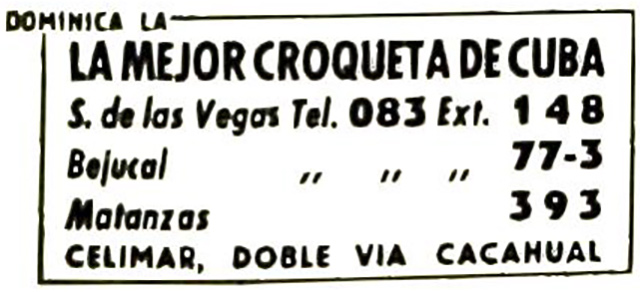 DOMINICA LA
LA MEJOR CROQUETA DE CUBA
S. de las Vegas Tel. 083 Ext. 148
Bejucal " " " 77-3
Matanzas 393
CELIMAR, DOBLE VIA CACAHUAL